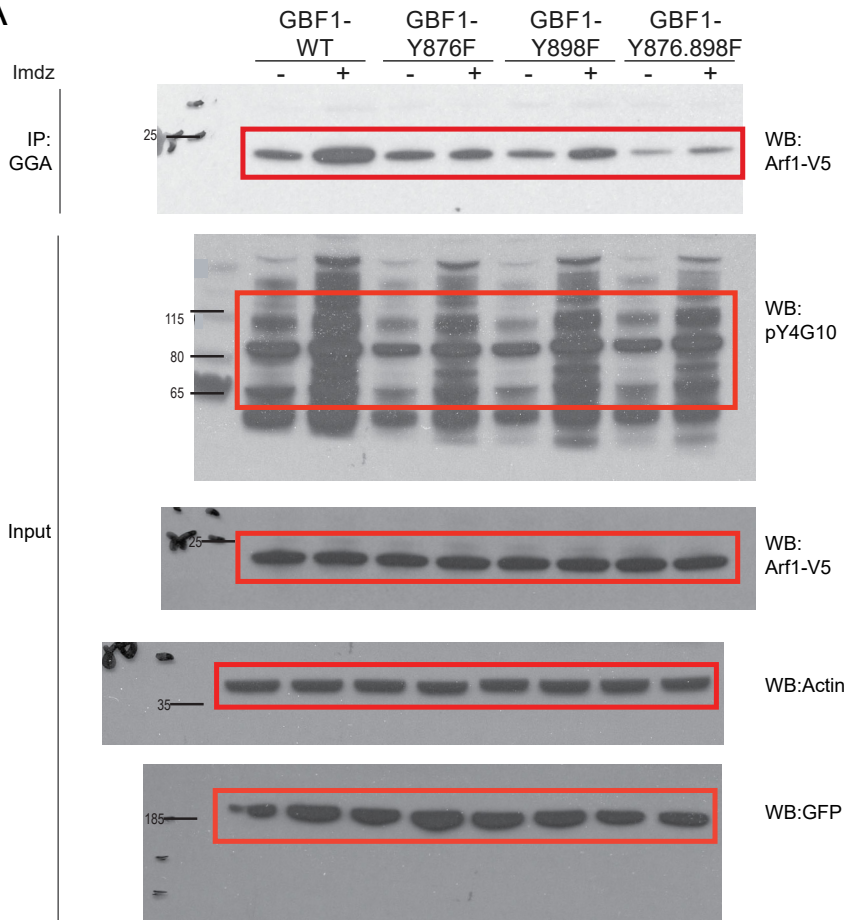 A
GBF1-
WT
GBF1-
Y876F
GBF1-
Y898F
GBF1-
Y876.898F
Imdz
- + - + - + - +
IP:
GGA
25
WB:
Arf1-V5
Input
115
80
65
WB:
pY4G10
25
WB:
Arf1-V5
35
WB:Actin
185
WB:GFP